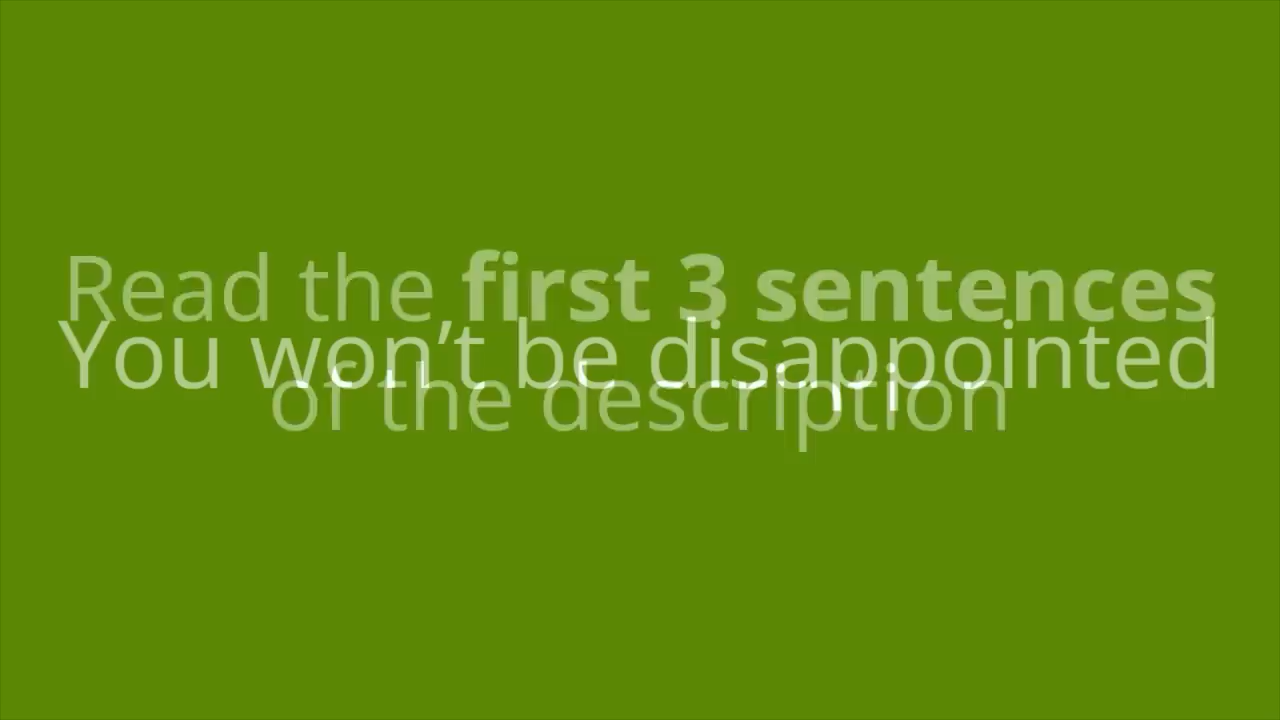 Read the first 3 sentences
You won’t be disappointed
of the description